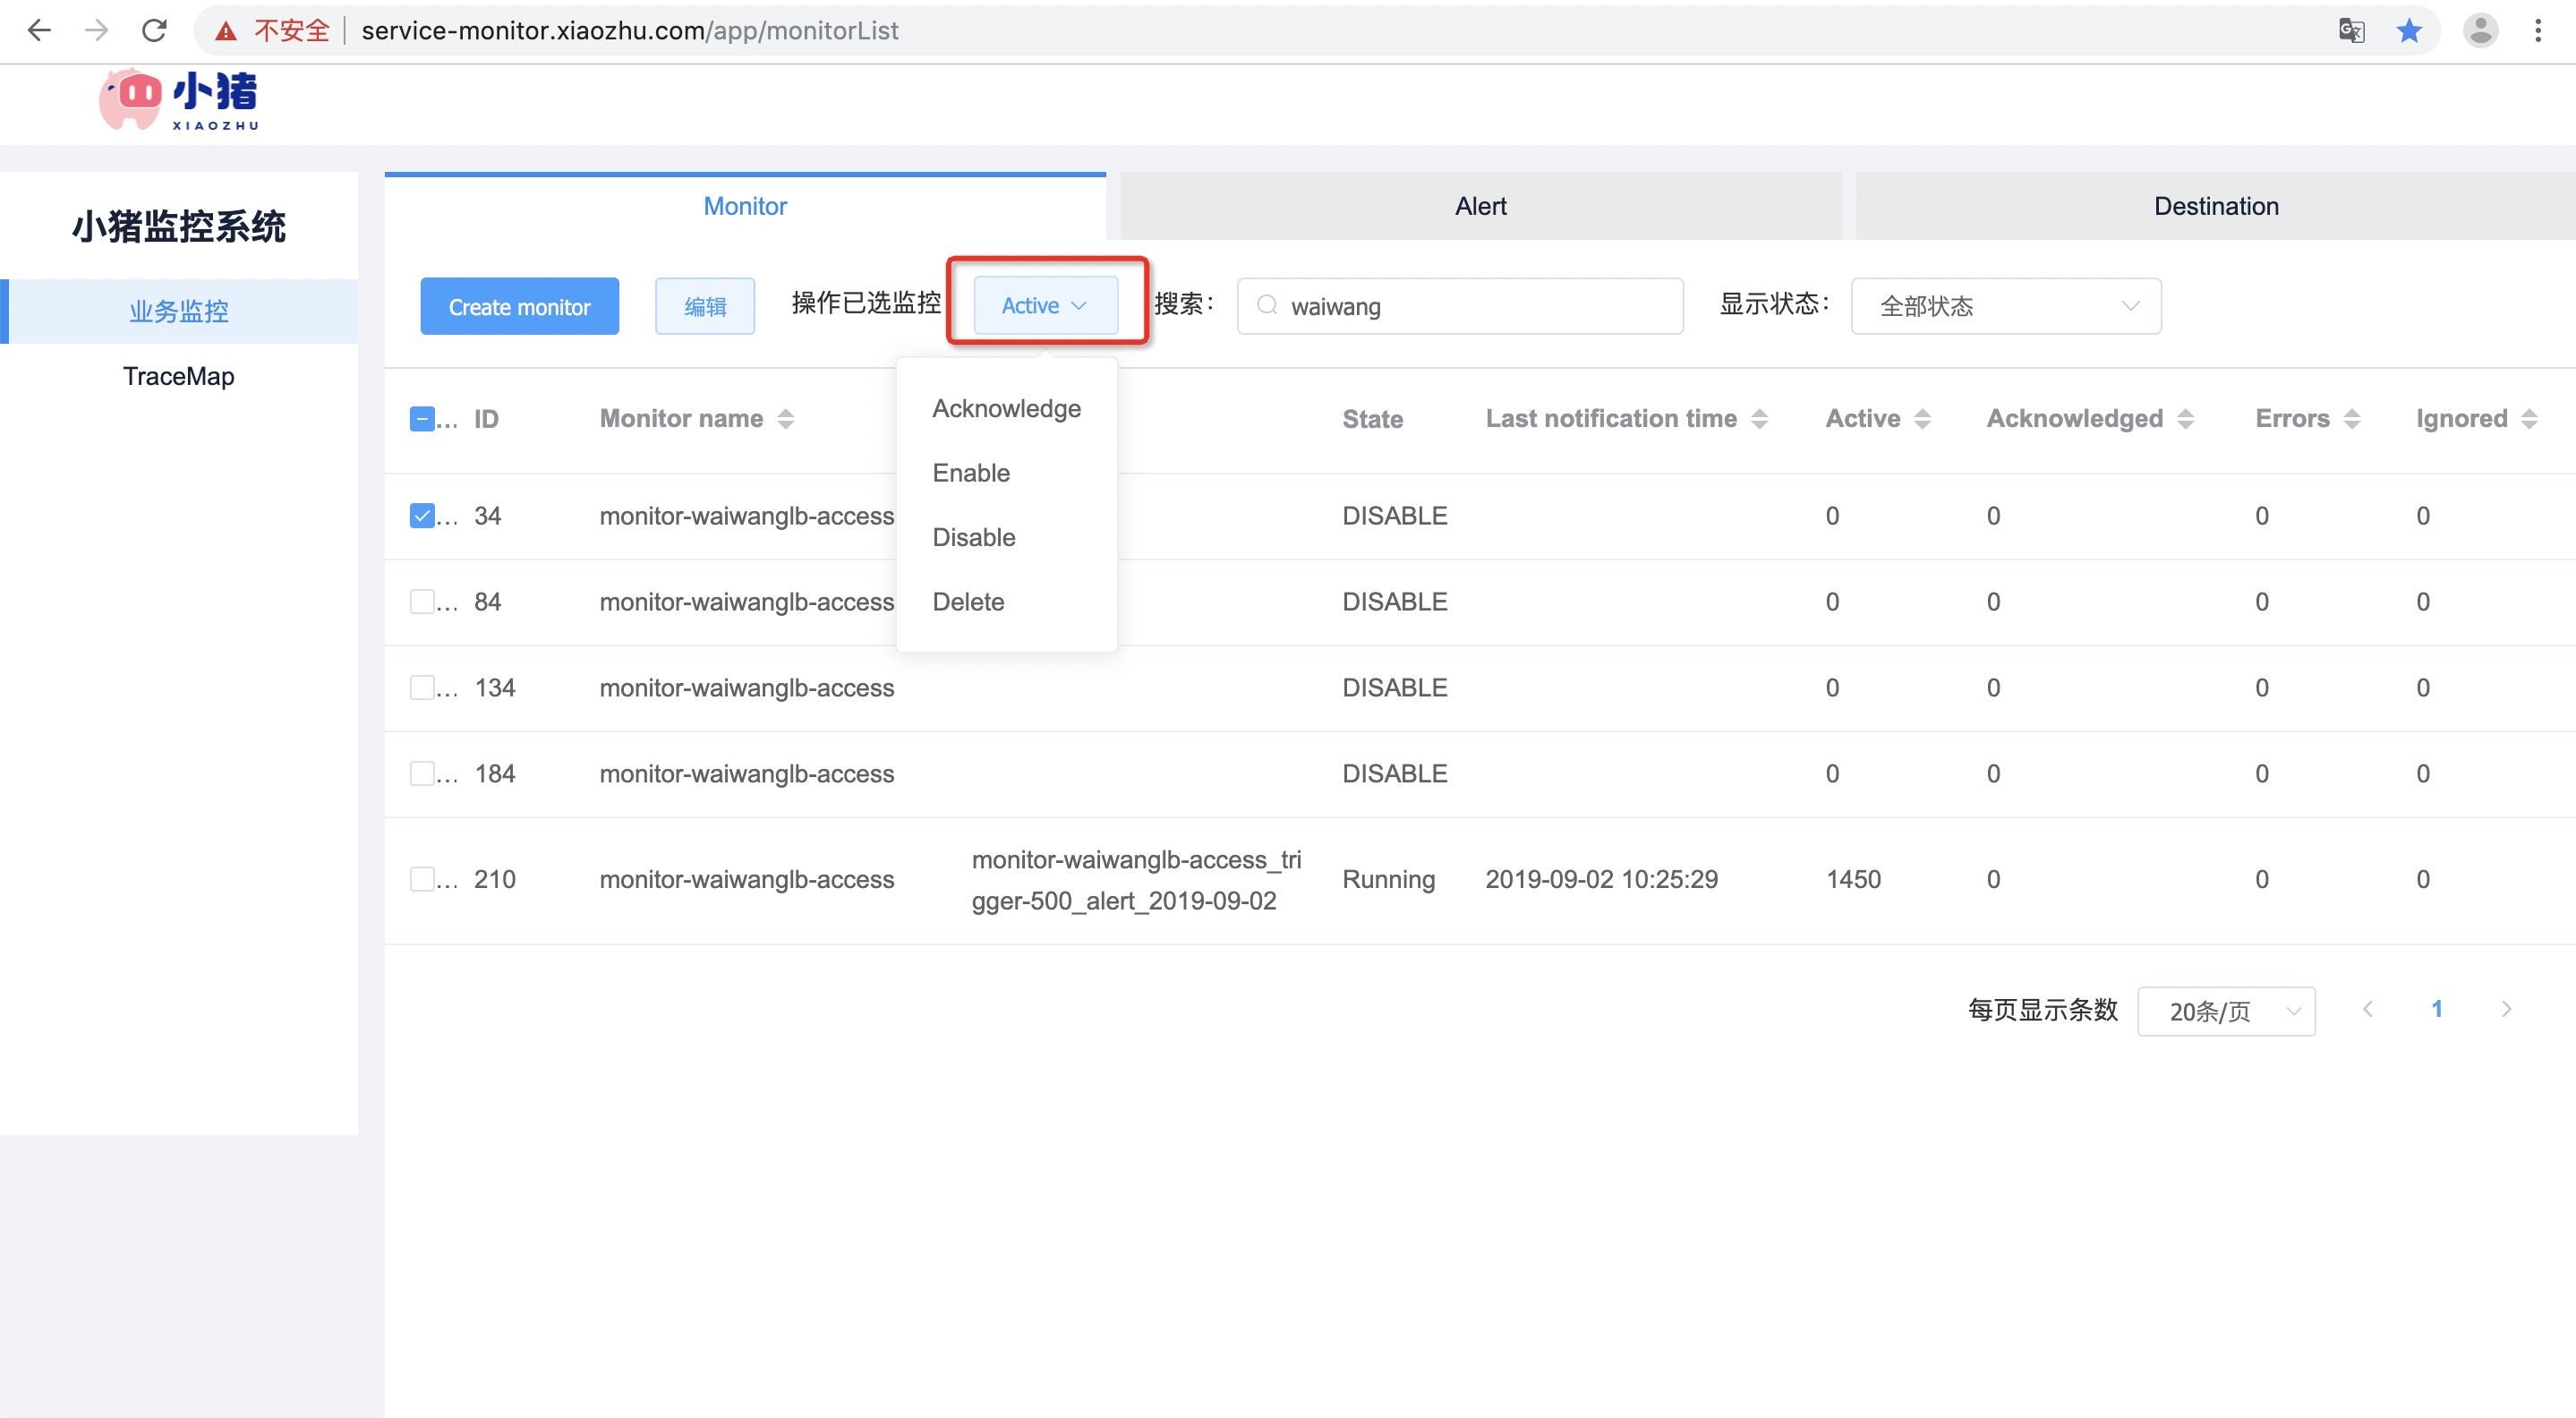 不安全 service-monitor.xiaozhu.com/app/monitorList
小猪
XIAOZHU
小猪监控系统
业务监控
TraceMap
Monitor Alert Destination
Create monitor 编辑 操作已选监控 Active 搜索： waiwang 显示状态： 全部状态
Acknowledge
Enable
Disable
Delete
... ID Monitor name State Last notification time Active Acknowledged Errors Ignored
... 34 monitor-waiwanglb-access DISABLE 0 0 0 0
... 84 monitor-waiwanglb-access DISABLE 0 0 0 0
... 134 monitor-waiwanglb-access DISABLE 0 0 0 0
... 184 monitor-waiwanglb-access DISABLE 0 0 0 0
... 210 monitor-waiwanglb-access monitor-waiwanglb-access_tri Running 2019-09-02 10:25:29 1450 0 0 0
gger-500_alert_2019-09-02
每页显示条数 20条/页 1